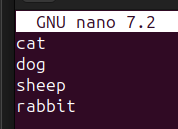 GNU nano 7.2
cat
dog
sheep
rabbit